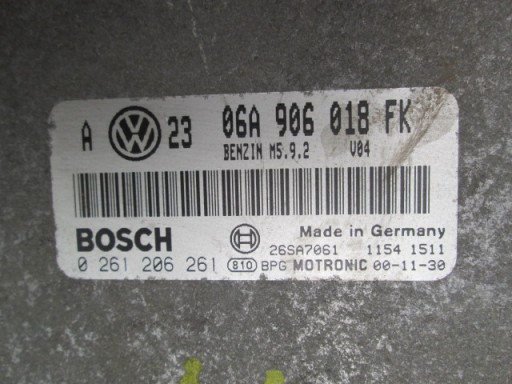 A VW 23 06A 906 018 FK
BENZIN M5.9.2 V04
BOSCH Made in Germany
26SA7061 1154 1511
0 261 206 261 810 BPG MOTRONIC 00-11-30